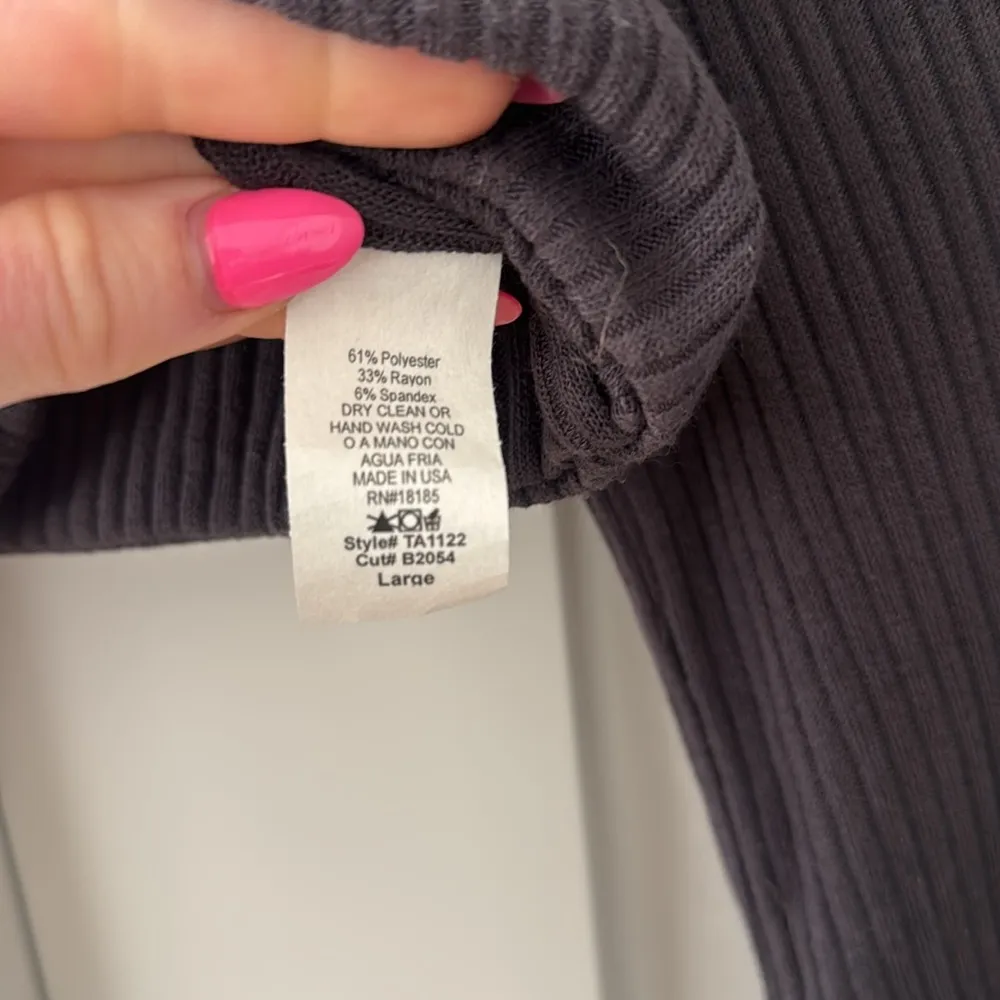 61% Polyester
33% Rayon
6% Spandex
DRY CLEAN OR
HAND WASH COLD
O A MANO CON
AGUA FRIA
MADE IN USA
RN#18185
Style# TA1122
Cut# B2054
Large